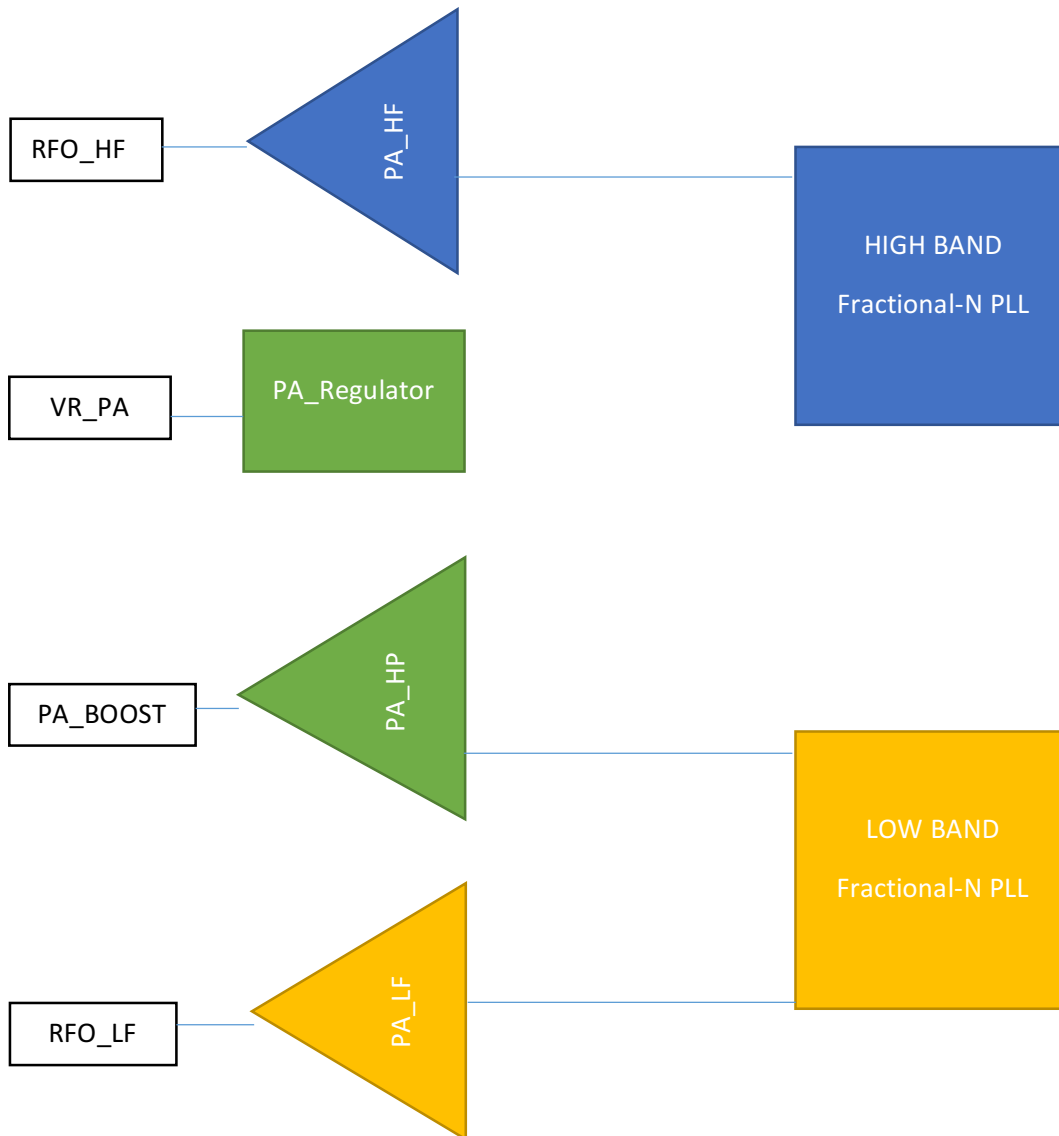 RFO_HF
PA_HF
HIGH BAND
Fractional-N PLL
VR_PA
PA_Regulator
PA_BOOST
PA_HP
LOW BAND
Fractional-N PLL
RFO_LF
PA_LF